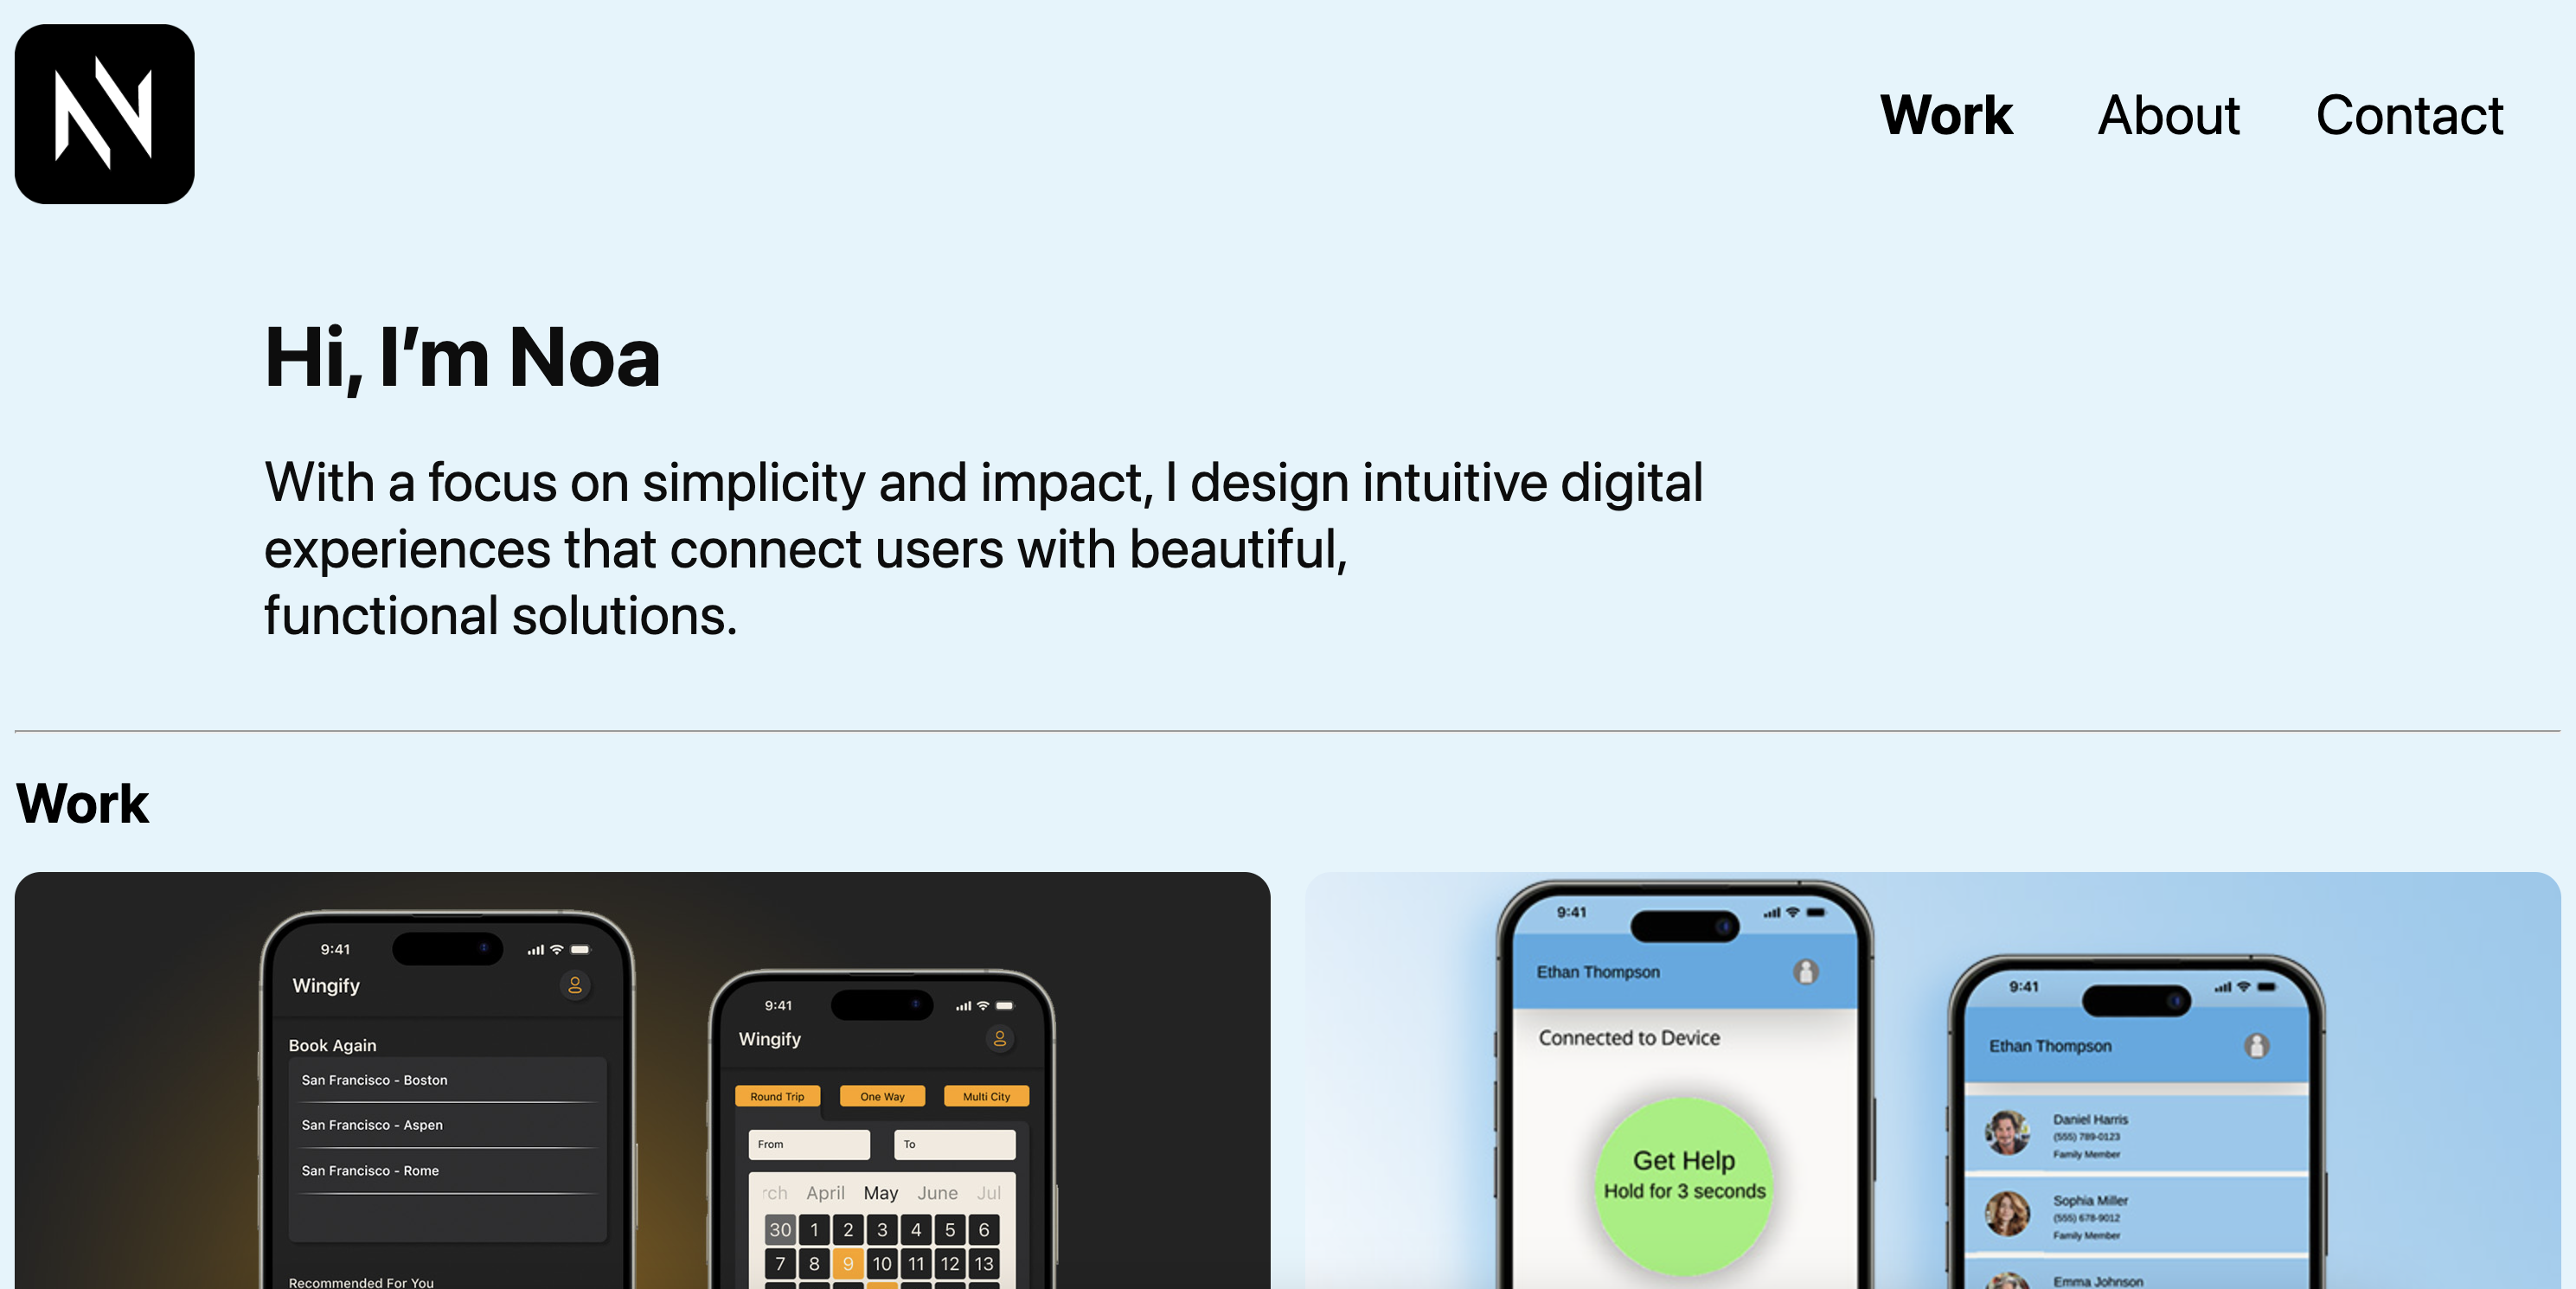 Work About Contact
Hi, I’m Noa
With a focus on simplicity and impact, I design intuitive digital
experiences that connect users with beautiful,
functional solutions.
Work
9:41
Wingify
Book Again
San Francisco - Boston
San Francisco - Aspen
San Francisco - Rome
Recommended For You
9:41
Wingify
Round Trip One Way Multi City
From To
rch April May June Jul
30 1 2 3 4 5 6
7 8 9 10 11 12 13
9:41
Ethan Thompson
Connected to Device
Get Help
Hold for 3 seconds
9:41
Ethan Thompson
Daniel Harris
(555) 789-0123
Family Member
Sophia Miller
(555) 678-9012
Family Member
Emma Johnson